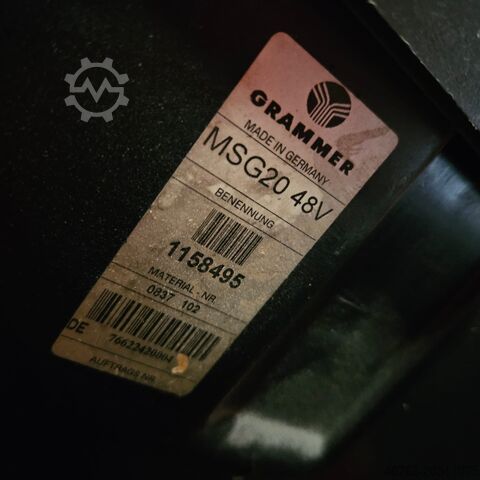 GRAMMER
MADE IN GERMANY
MSG20 48V
BENENNUNG
1158495
MATERIAL-NR.
0837 102
DE
AUFTRAGS NR.